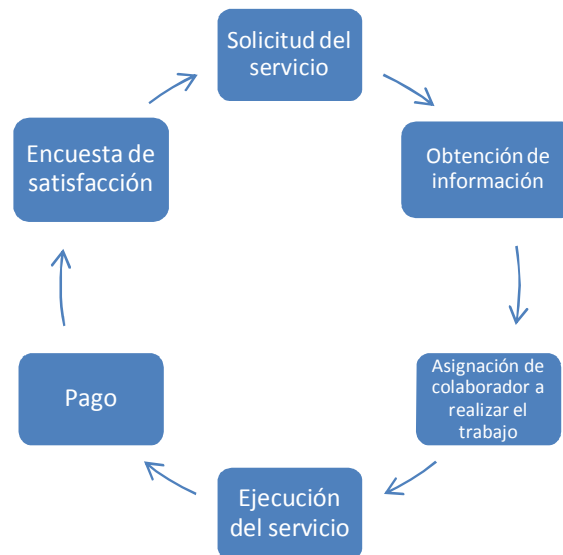 Solicitud del
servicio
Obtención de
información
Asignación de
colaborador a
realizar el
trabajo
Ejecución
del servicio
Pago
Encuesta de
satisfacción